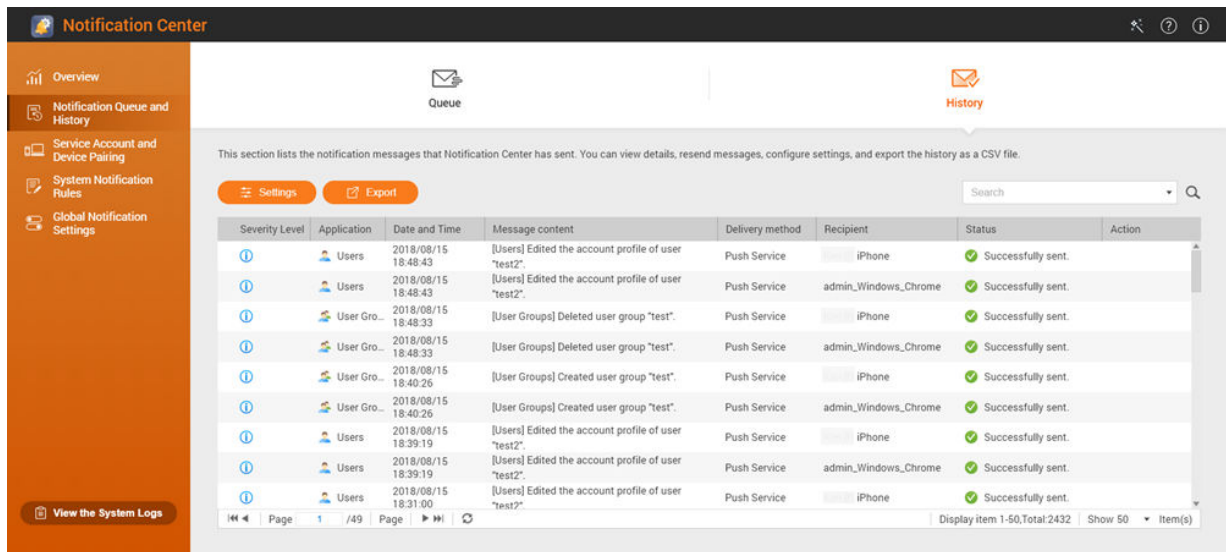 Notification Center
Overview
Notification Queue and
History
Service Account and
Device Pairing
System Notification
Rules
Global Notification
Settings
View the System Logs
Queue
History
This section lists the notification messages that Notification Center has sent. You can view details, resend messages, configure settings, and export the history as a CSV file.
Settings
Export
Search
Severity Level Application Date and Time Message content Delivery method Recipient Status Action
Users 2018/08/15 18:48:43 [Users] Edited the account profile of user "test2". Push Service iPhone Successfully sent.
Users 2018/08/15 18:48:43 [Users] Edited the account profile of user "test2". Push Service admin_Windows_Chrome Successfully sent.
User Gro... 2018/08/15 18:48:33 [User Groups] Deleted user group "test". Push Service iPhone Successfully sent.
User Gro... 2018/08/15 18:48:33 [User Groups] Deleted user group "test". Push Service admin_Windows_Chrome Successfully sent.
User Gro... 2018/08/15 18:40:26 [User Groups] Created user group "test". Push Service iPhone Successfully sent.
User Gro... 2018/08/15 18:40:26 [User Groups] Created user group "test". Push Service admin_Windows_Chrome Successfully sent.
Users 2018/08/15 18:39:19 [Users] Edited the account profile of user "test2". Push Service iPhone Successfully sent.
Users 2018/08/15 18:39:19 [Users] Edited the account profile of user "test2". Push Service admin_Windows_Chrome Successfully sent.
Users 2018/08/15 18:31:00 [Users] Edited the account profile of user "test2". Push Service iPhone Successfully sent.
Page 1 /49 Page Display item 1-50,Total:2432 Show 50 Item(s)